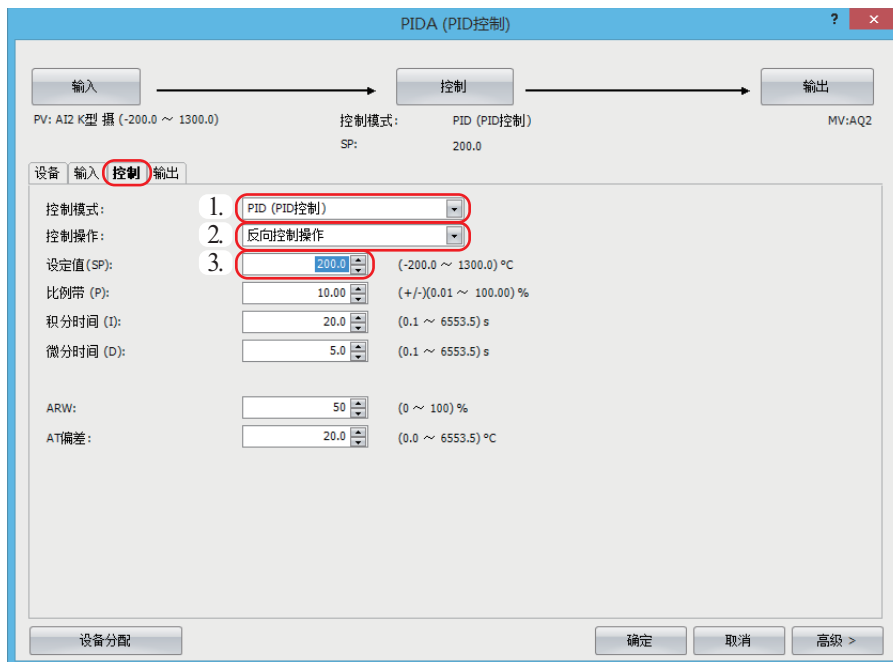 PIDA (PID控制)
? ×
输入 控制 输出
PV: AI2 K型 摄 (-200.0 ～ 1300.0) 控制模式: PID (PID控制) MV:AQ2
SP: 200.0
设备 输入 控制 输出
控制模式: 1. PID (PID控制)
控制操作: 2. 反向控制操作
设定值(SP): 3. 200.0 (-200.0 ～ 1300.0) °C
比例带 (P): 10.00 (+/-)(0.01 ～ 100.00) %
积分时间 (I): 20.0 (0.1 ～ 6553.5) s
微分时间 (D): 5.0 (0.1 ～ 6553.5) s
ARW: 50 (0 ～ 100) %
AT偏差: 20.0 (0.0 ～ 6553.5) °C
设备分配 确定 取消 高级 >